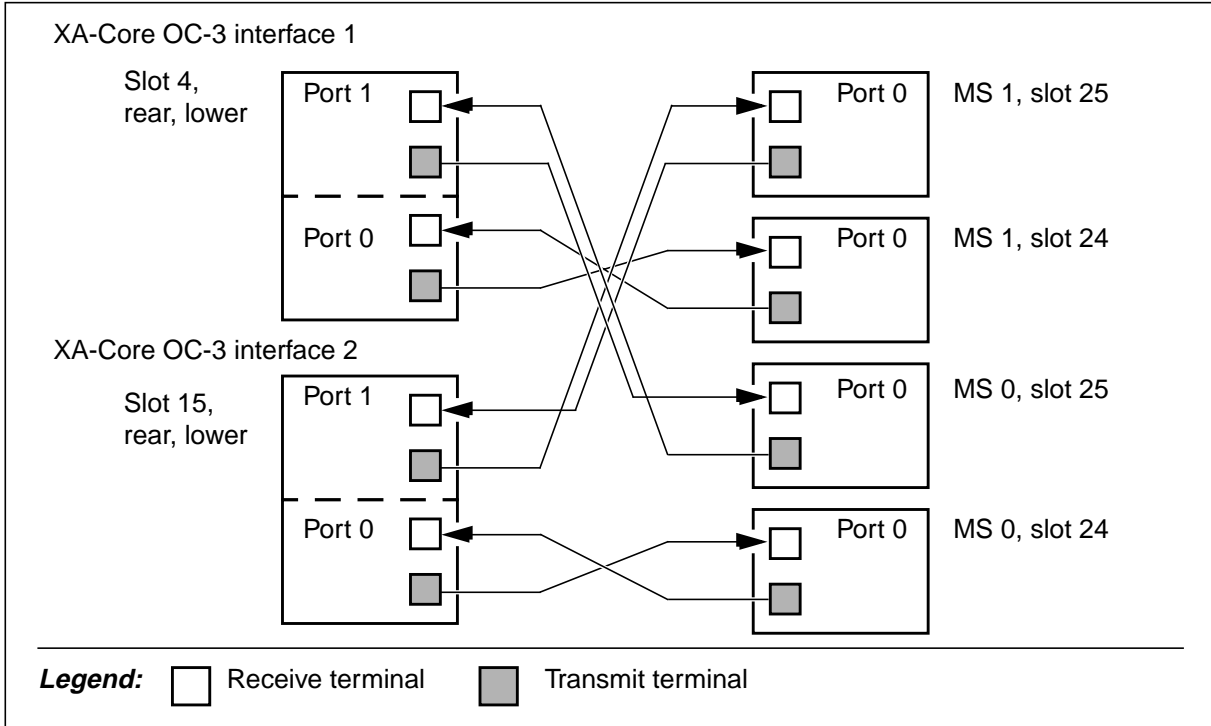 XA-Core OC-3 interface 1
Slot 4,
rear, lower
Port 1
Port 0
XA-Core OC-3 interface 2
Slot 15,
rear, lower
Port 1
Port 0
Port 0
MS 1, slot 25
Port 0
MS 1, slot 24
Port 0
MS 0, slot 25
Port 0
MS 0, slot 24
Legend:
Receive terminal
Transmit terminal